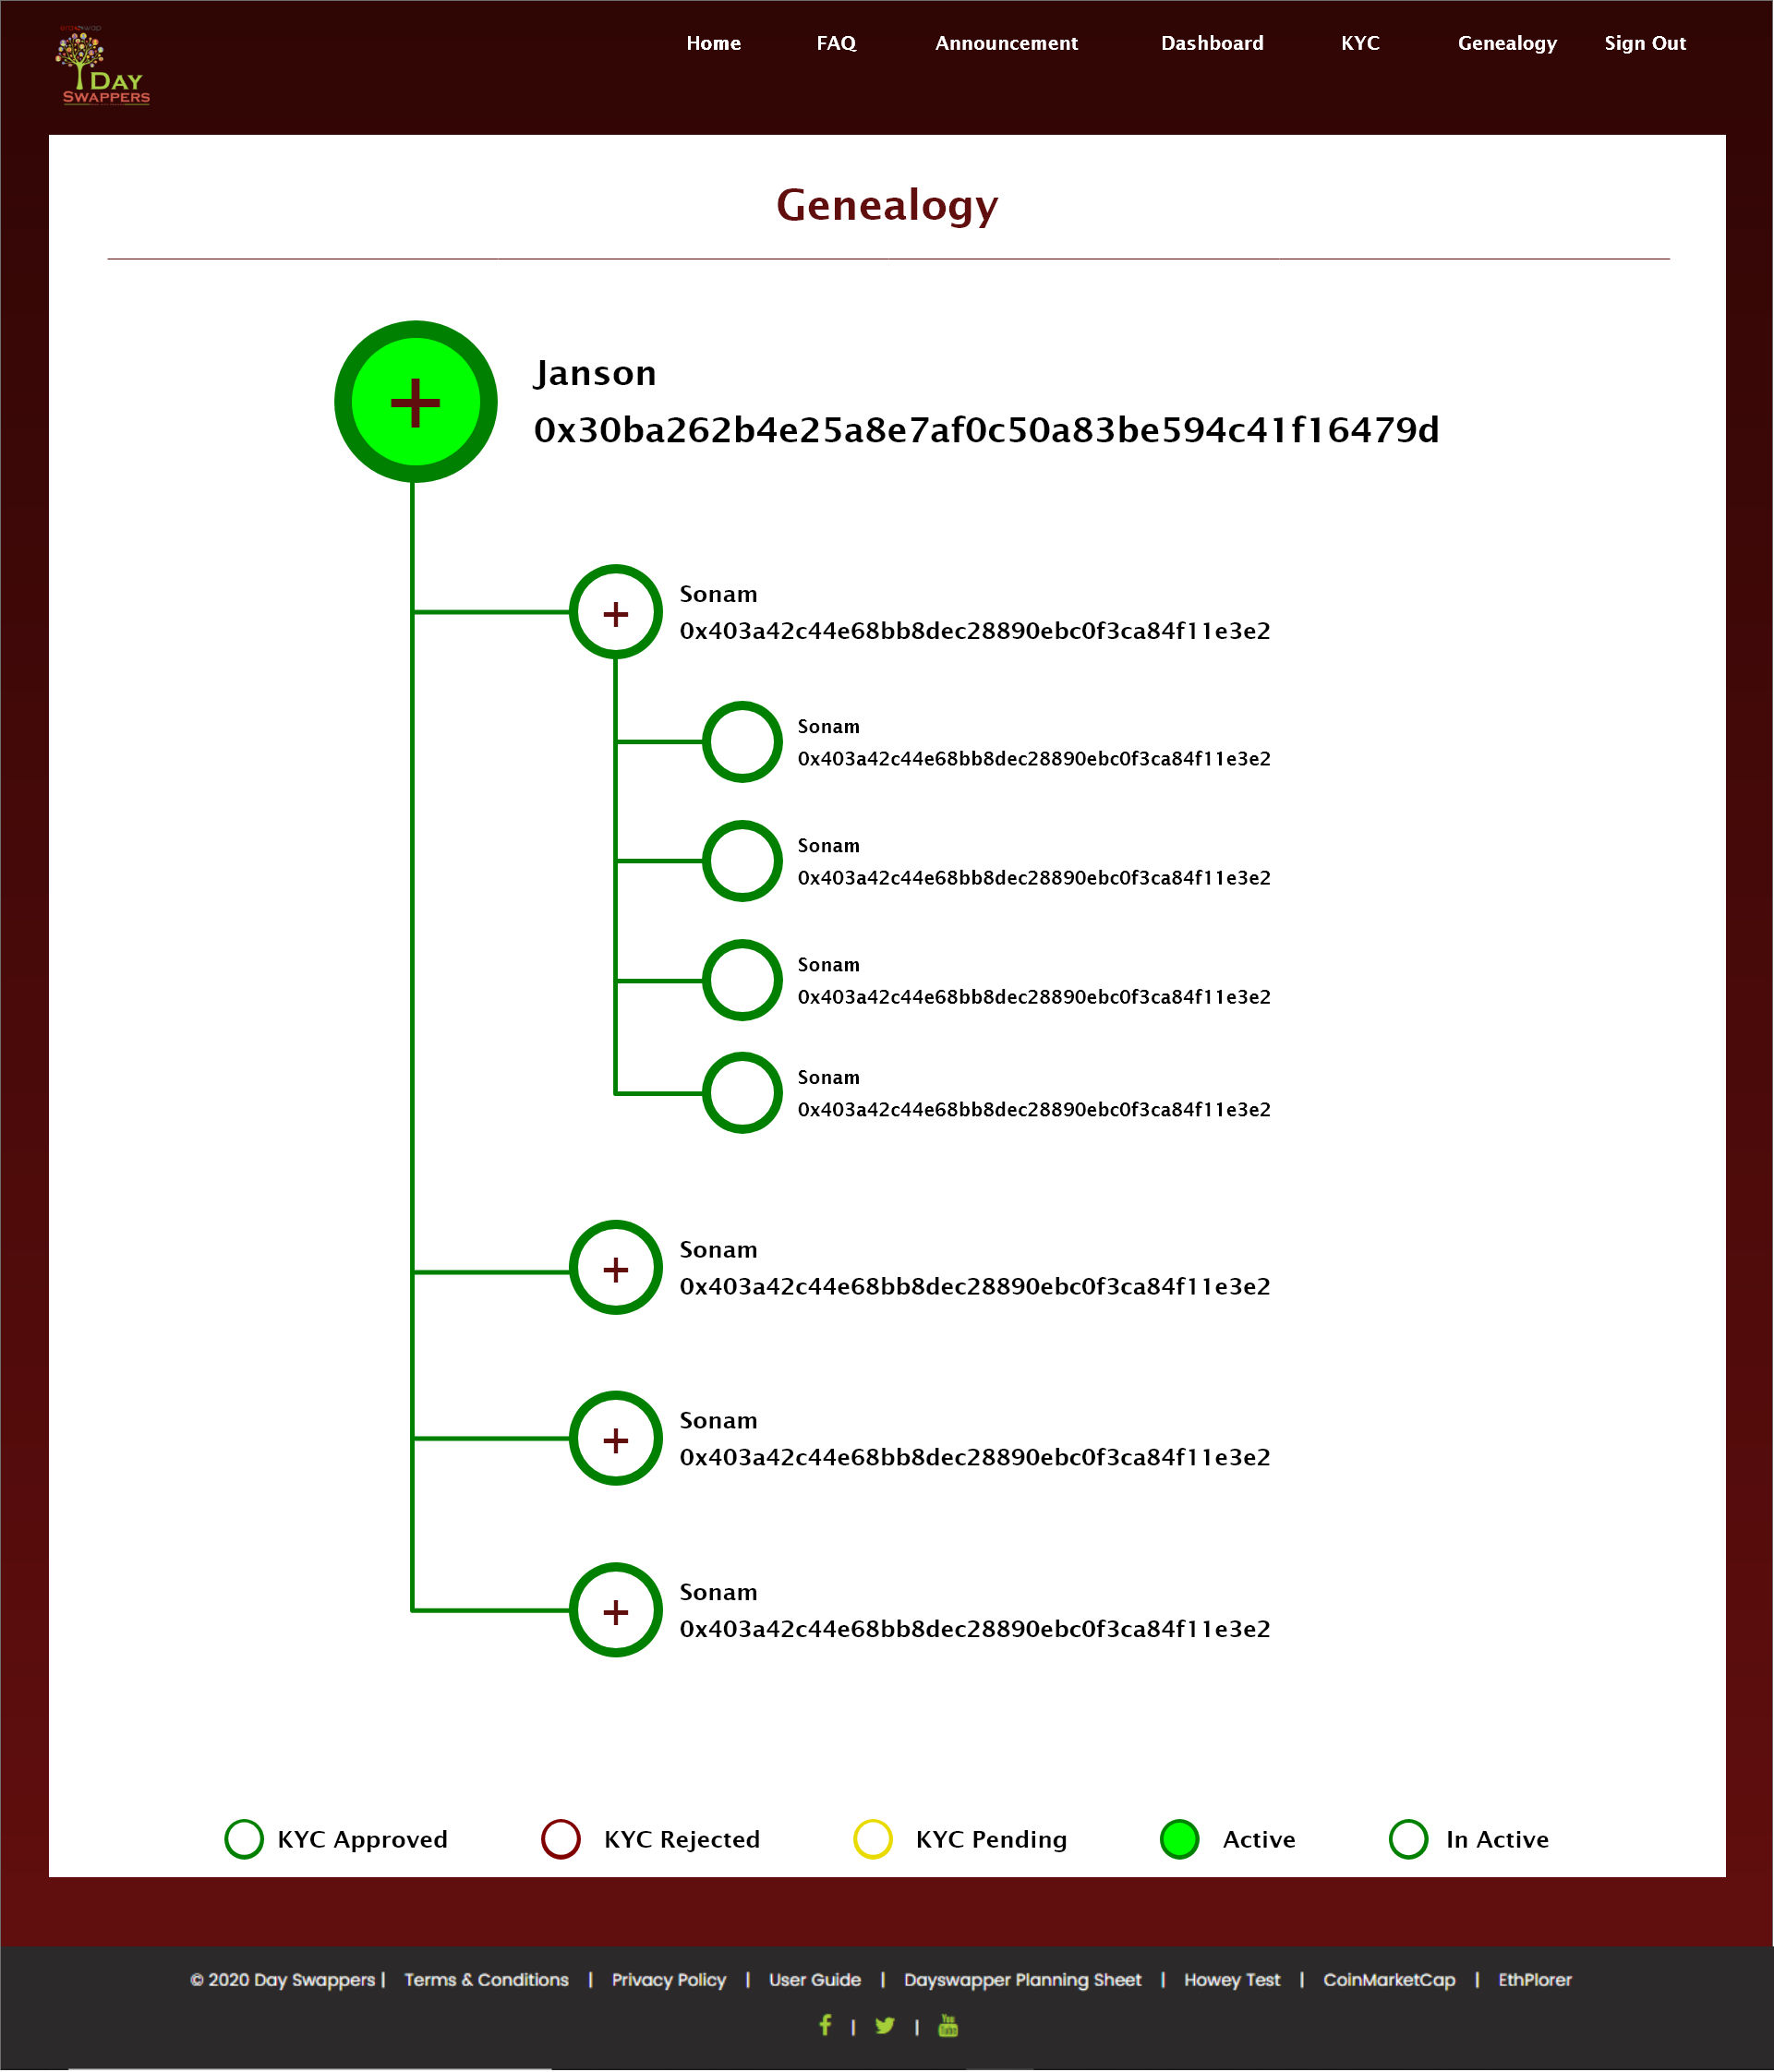 DAY
SWAPPERS
Home FAQ Announcement Dashboard KYC Genealogy Sign Out
Genealogy
+
Janson
0x30ba262b4e25a8e7af0c50a83be594c41f16479d
+
Sonam
0x403a42c44e68bb8dec28890ebc0f3ca84f11e3e2
Sonam
0x403a42c44e68bb8dec28890ebc0f3ca84f11e3e2
Sonam
0x403a42c44e68bb8dec28890ebc0f3ca84f11e3e2
Sonam
0x403a42c44e68bb8dec28890ebc0f3ca84f11e3e2
Sonam
0x403a42c44e68bb8dec28890ebc0f3ca84f11e3e2
+
Sonam
0x403a42c44e68bb8dec28890ebc0f3ca84f11e3e2
+
Sonam
0x403a42c44e68bb8dec28890ebc0f3ca84f11e3e2
+
Sonam
0x403a42c44e68bb8dec28890ebc0f3ca84f11e3e2
KYC Approved KYC Rejected KYC Pending Active In Active
© 2020 Day Swappers | Terms & Conditions | Privacy Policy | User Guide | Dayswapper Planning Sheet | Howey Test | CoinMarketCap | EthPlorer
| | You Tube